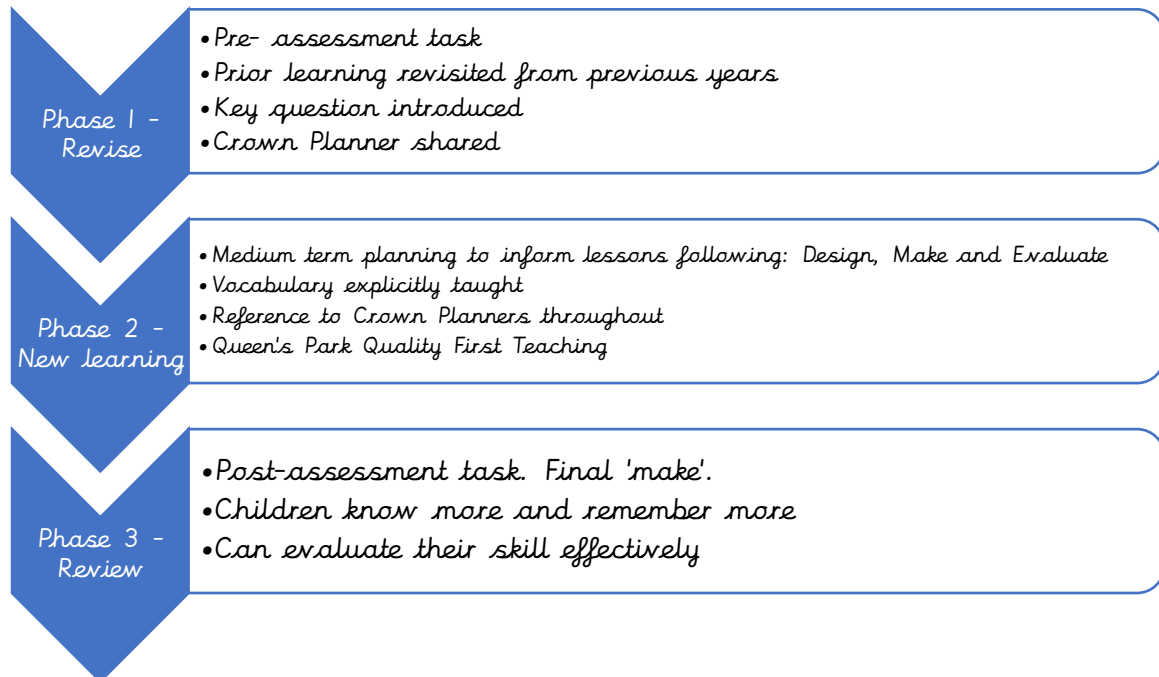 Phase 1 -
Revise
•Pre- assessment task
•Prior learning revisited from previous years
•Key question introduced
•Crown Planner shared
Phase 2 -
New learning
•Medium term planning to inform lessons following: Design, Make and Evaluate
•Vocabulary explicitly taught
•Reference to Crown Planners throughout
•Queen's Park Quality First Teaching
Phase 3 -
Review
•Post-assessment task. Final 'make'.
•Children know more and remember more
•Can evaluate their skill effectively